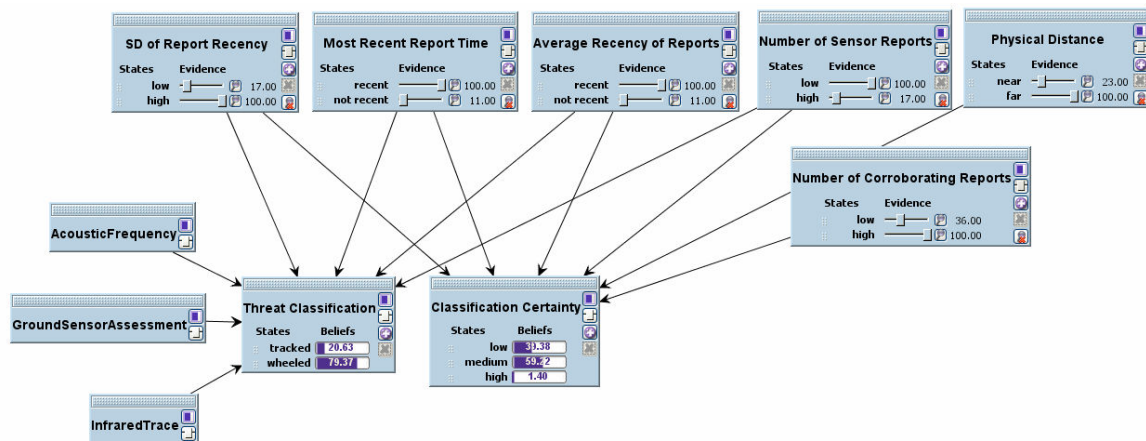 SD of Report Recency
States Evidence
low 17.00
high 100.00
Most Recent Report Time
States Evidence
recent 100.00
not recent 11.00
Average Recency of Reports
States Evidence
recent 100.00
not recent 11.00
Number of Sensor Reports
States Evidence
low 100.00
high 17.00
Physical Distance
States Evidence
near 23.00
far 100.00
Number of Corroborating Reports
States Evidence
low 36.00
high 100.00
AcousticFrequency
GroundSensorAssessment
InfraredTrace
Threat Classification
States Beliefs
tracked 20.63
wheeled 79.37
Classification Certainty
States Beliefs
low 39.38
medium 59.22
high 1.40